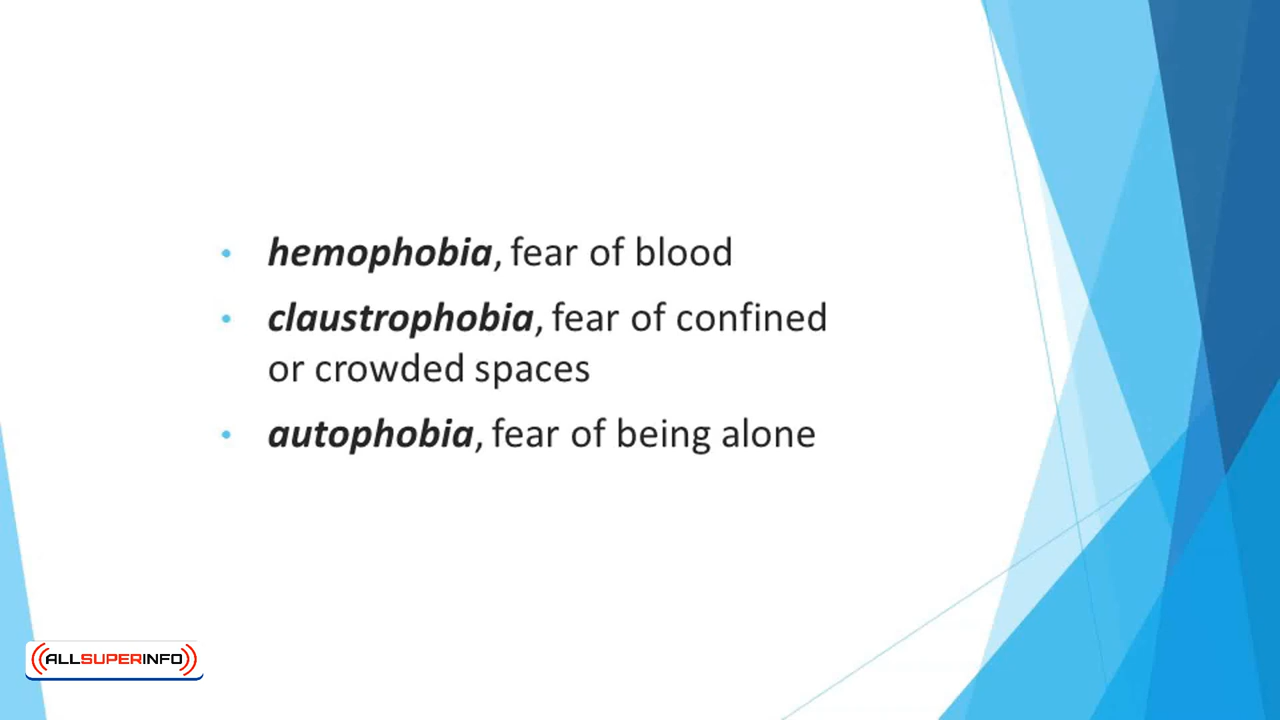 • hemophobia, fear of blood
• claustrophobia, fear of confined
or crowded spaces
• autophobia, fear of being alone
((ALLSUPERINFO))